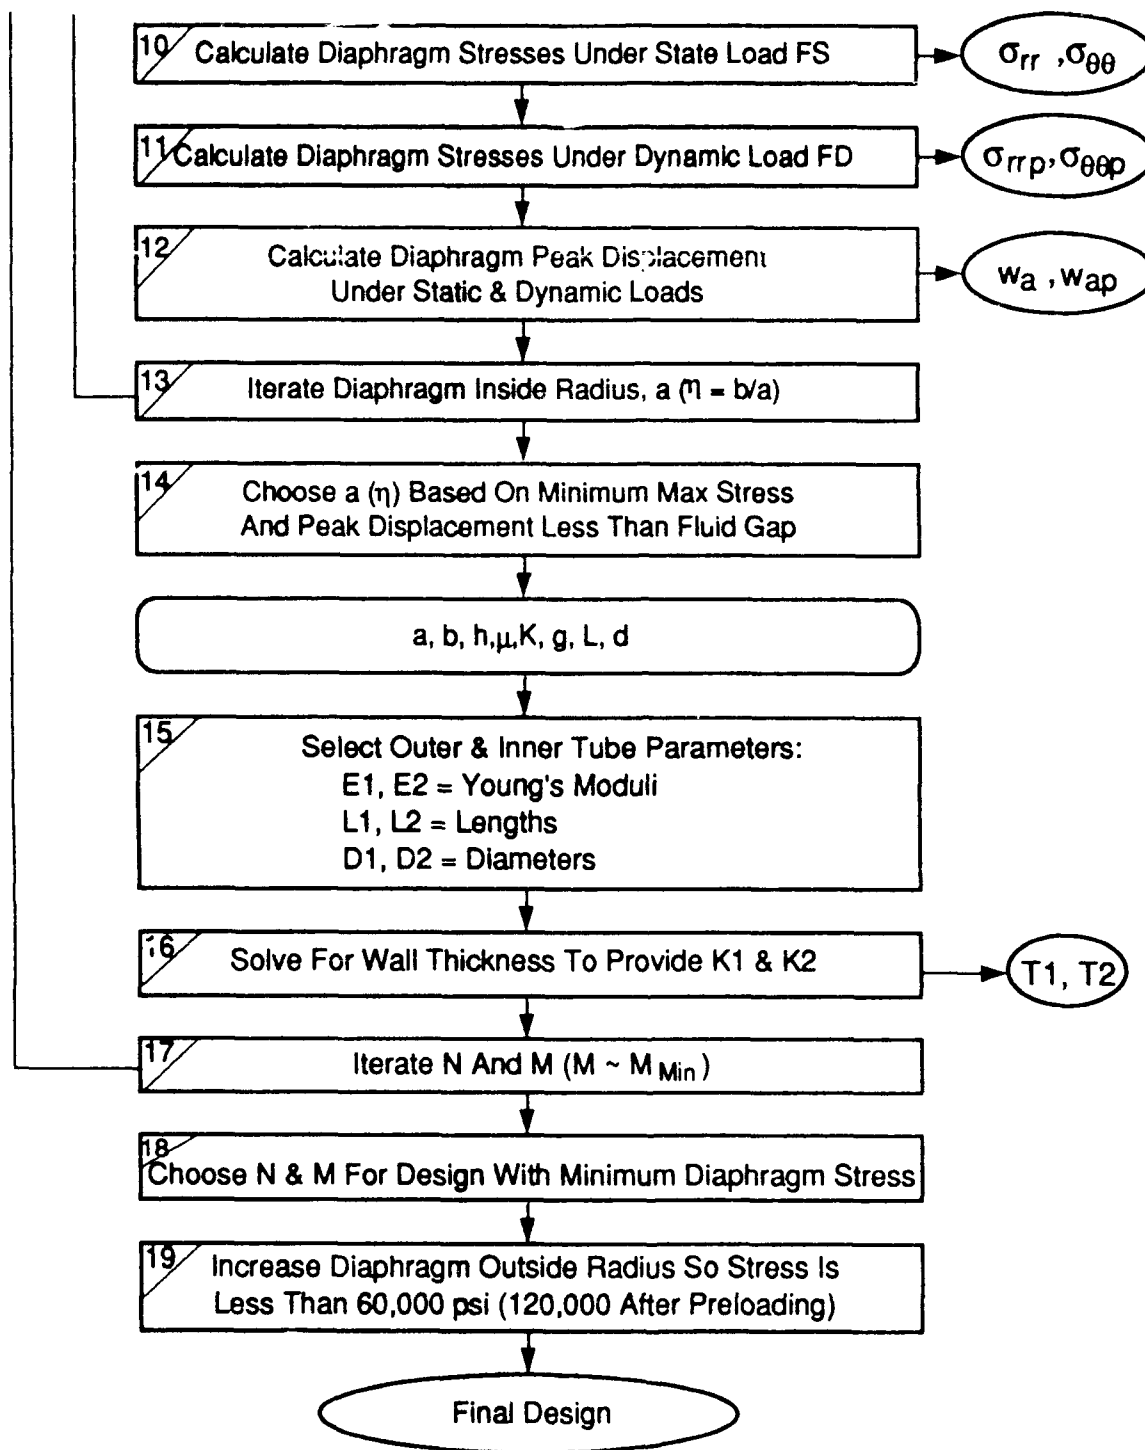 10 Calculate Diaphragm Stresses Under State Load FS
σrr ,σθθ
11 Calculate Diaphragm Stresses Under Dynamic Load FD
σrrp,σθθp
12
Calculate Diaphragm Peak Displacement
Under Static & Dynamic Loads
wa ,wap
13 Iterate Diaphragm Inside Radius, a (η = b/a)
14
Choose a (η) Based On Minimum Max Stress
And Peak Displacement Less Than Fluid Gap
a, b, h,μ,K, g, L, d
15
Select Outer & Inner Tube Parameters:
E1, E2 = Young's Moduli
L1, L2 = Lengths
D1, D2 = Diameters
16 Solve For Wall Thickness To Provide K1 & K2
T1, T2
17 Iterate N And M (M ~ M Min )
18
Choose N & M For Design With Minimum Diaphragm Stress
19
Increase Diaphragm Outside Radius So Stress Is
Less Than 60,000 psi (120,000 After Preloading)
Final Design